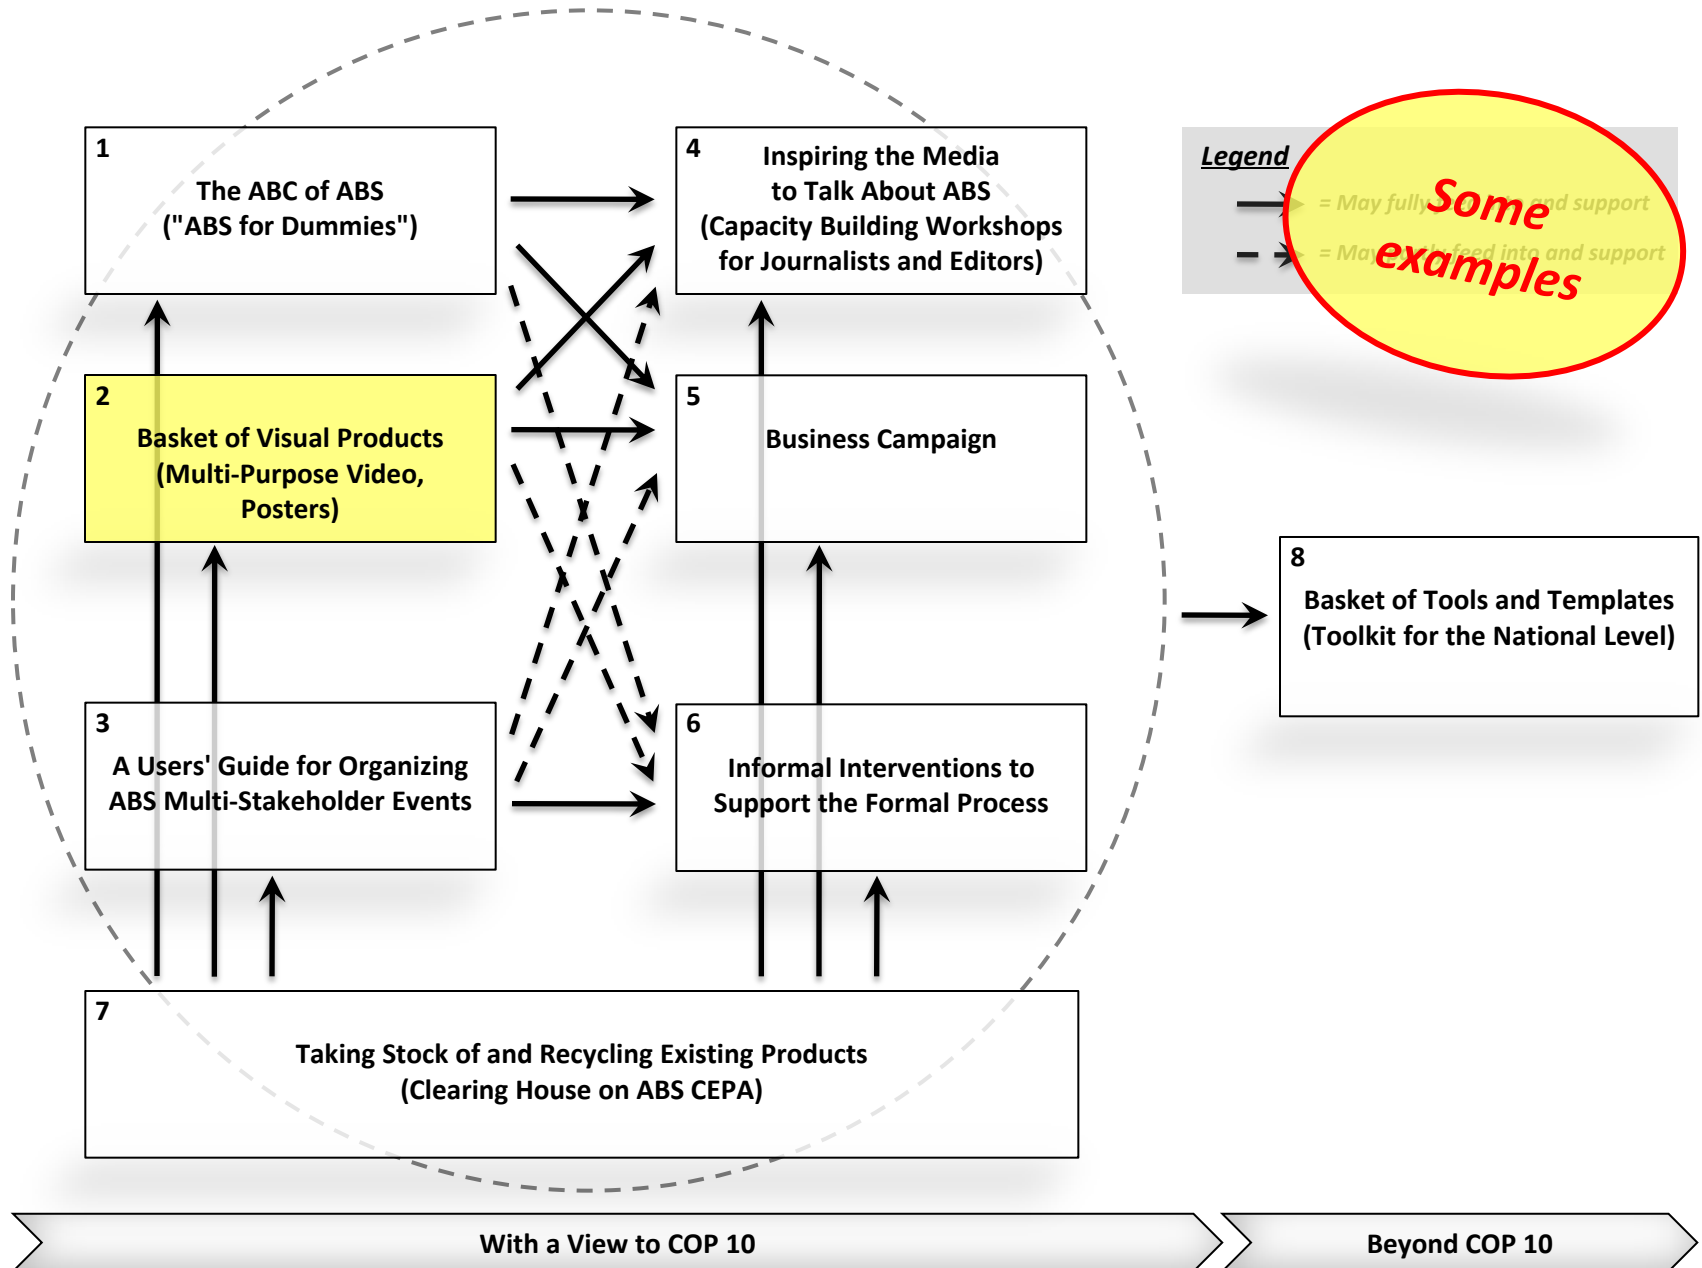 1
The ABC of ABS
("ABS for Dummies")
4
Inspiring the Media
to Talk About ABS
(Capacity Building Workshops
for Journalists and Editors)
Legend
= May fully feed into and support
= May partly feed into and support
Some
examples
2
Basket of Visual Products
(Multi-Purpose Video,
Posters)
5
Business Campaign
8
Basket of Tools and Templates
(Toolkit for the National Level)
3
A Users' Guide for Organizing
ABS Multi-Stakeholder Events
6
Informal Interventions to
Support the Formal Process
7
Taking Stock of and Recycling Existing Products
(Clearing House on ABS CEPA)
With a View to COP 10
Beyond COP 10